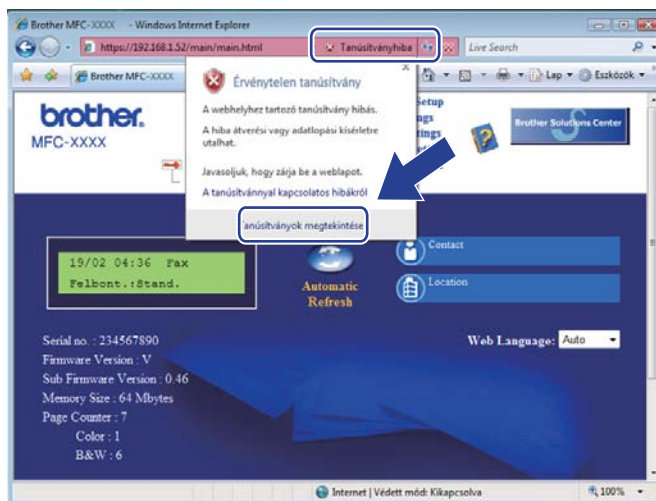 Brother MFC-XXXX - Windows Internet Explorer
https://192.168.1.52/main/main.html
Tanúsítványhiba
Live Search
Brother MFC-XXXX
Lap
Eszközök
Érvénytelen tanúsítvány
A webhelyhez tartozó tanúsítvány hibás.
A hiba átverési vagy adatlopási kísérletre
utalhat.
Javasoljuk, hogy zárja be a weblapot.
A tanúsítvánnyal kapcsolatos hibákról
Tanúsítványok megtekintése
brother.
MFC-XXXX
Setup
Brother Solutions Center
19/02 04:36 Fax
Felbont.:Stand.
Automatic
Refresh
Contact
Location
Serial no. : 234567890
Firmware Version : V
Sub Firmware Version : 0.46
Memory Size : 64 Mbytes
Page Counter : 7
Color : 1
B&W : 6
Web Language: Auto
Internet | Védett mód: Kikapcsolva
100%